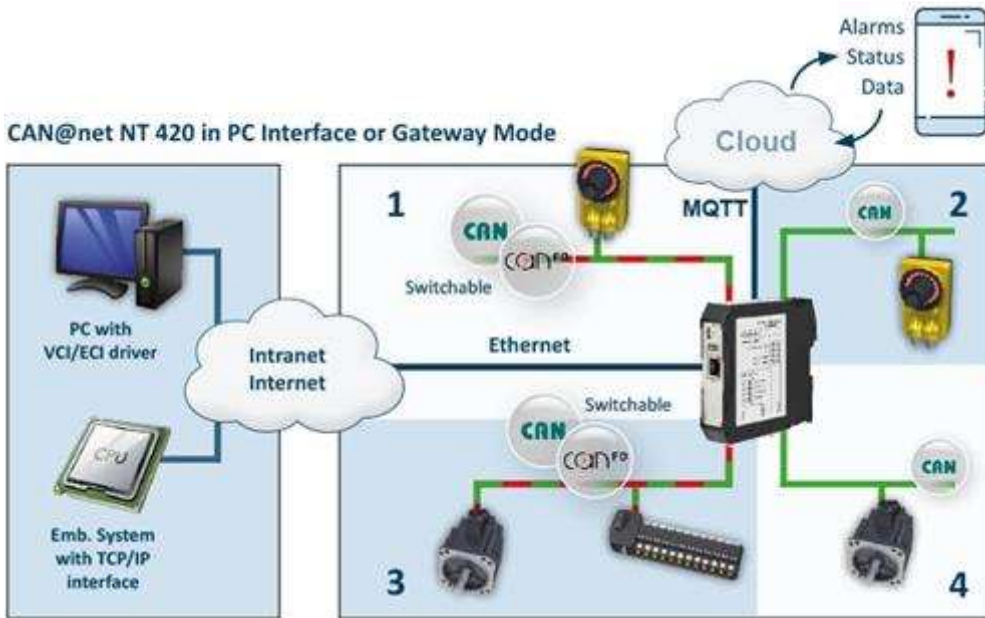 Alarms
Status
Data
CAN@net NT 420 in PC Interface or Gateway Mode
Cloud
1
MQTT
2
CAN
CAN
CAN FD
Switchable
PC with
VCI/ECI driver
Intranet
Internet
Ethernet
Switchable
CAN
CAN FD
CPU
CAN
Emb. System
with TCP/IP
interface
3
4